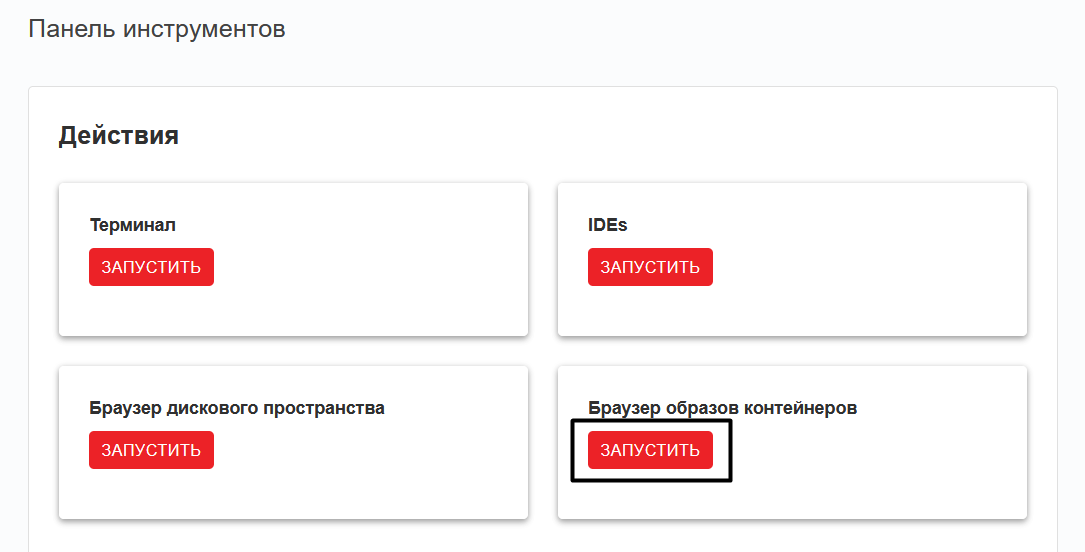 Панель инструментов
Действия
Терминал
ЗАПУСТИТЬ
IDEs
ЗАПУСТИТЬ
Браузер дискового пространства
ЗАПУСТИТЬ
Браузер образов контейнеров
ЗАПУСТИТЬ